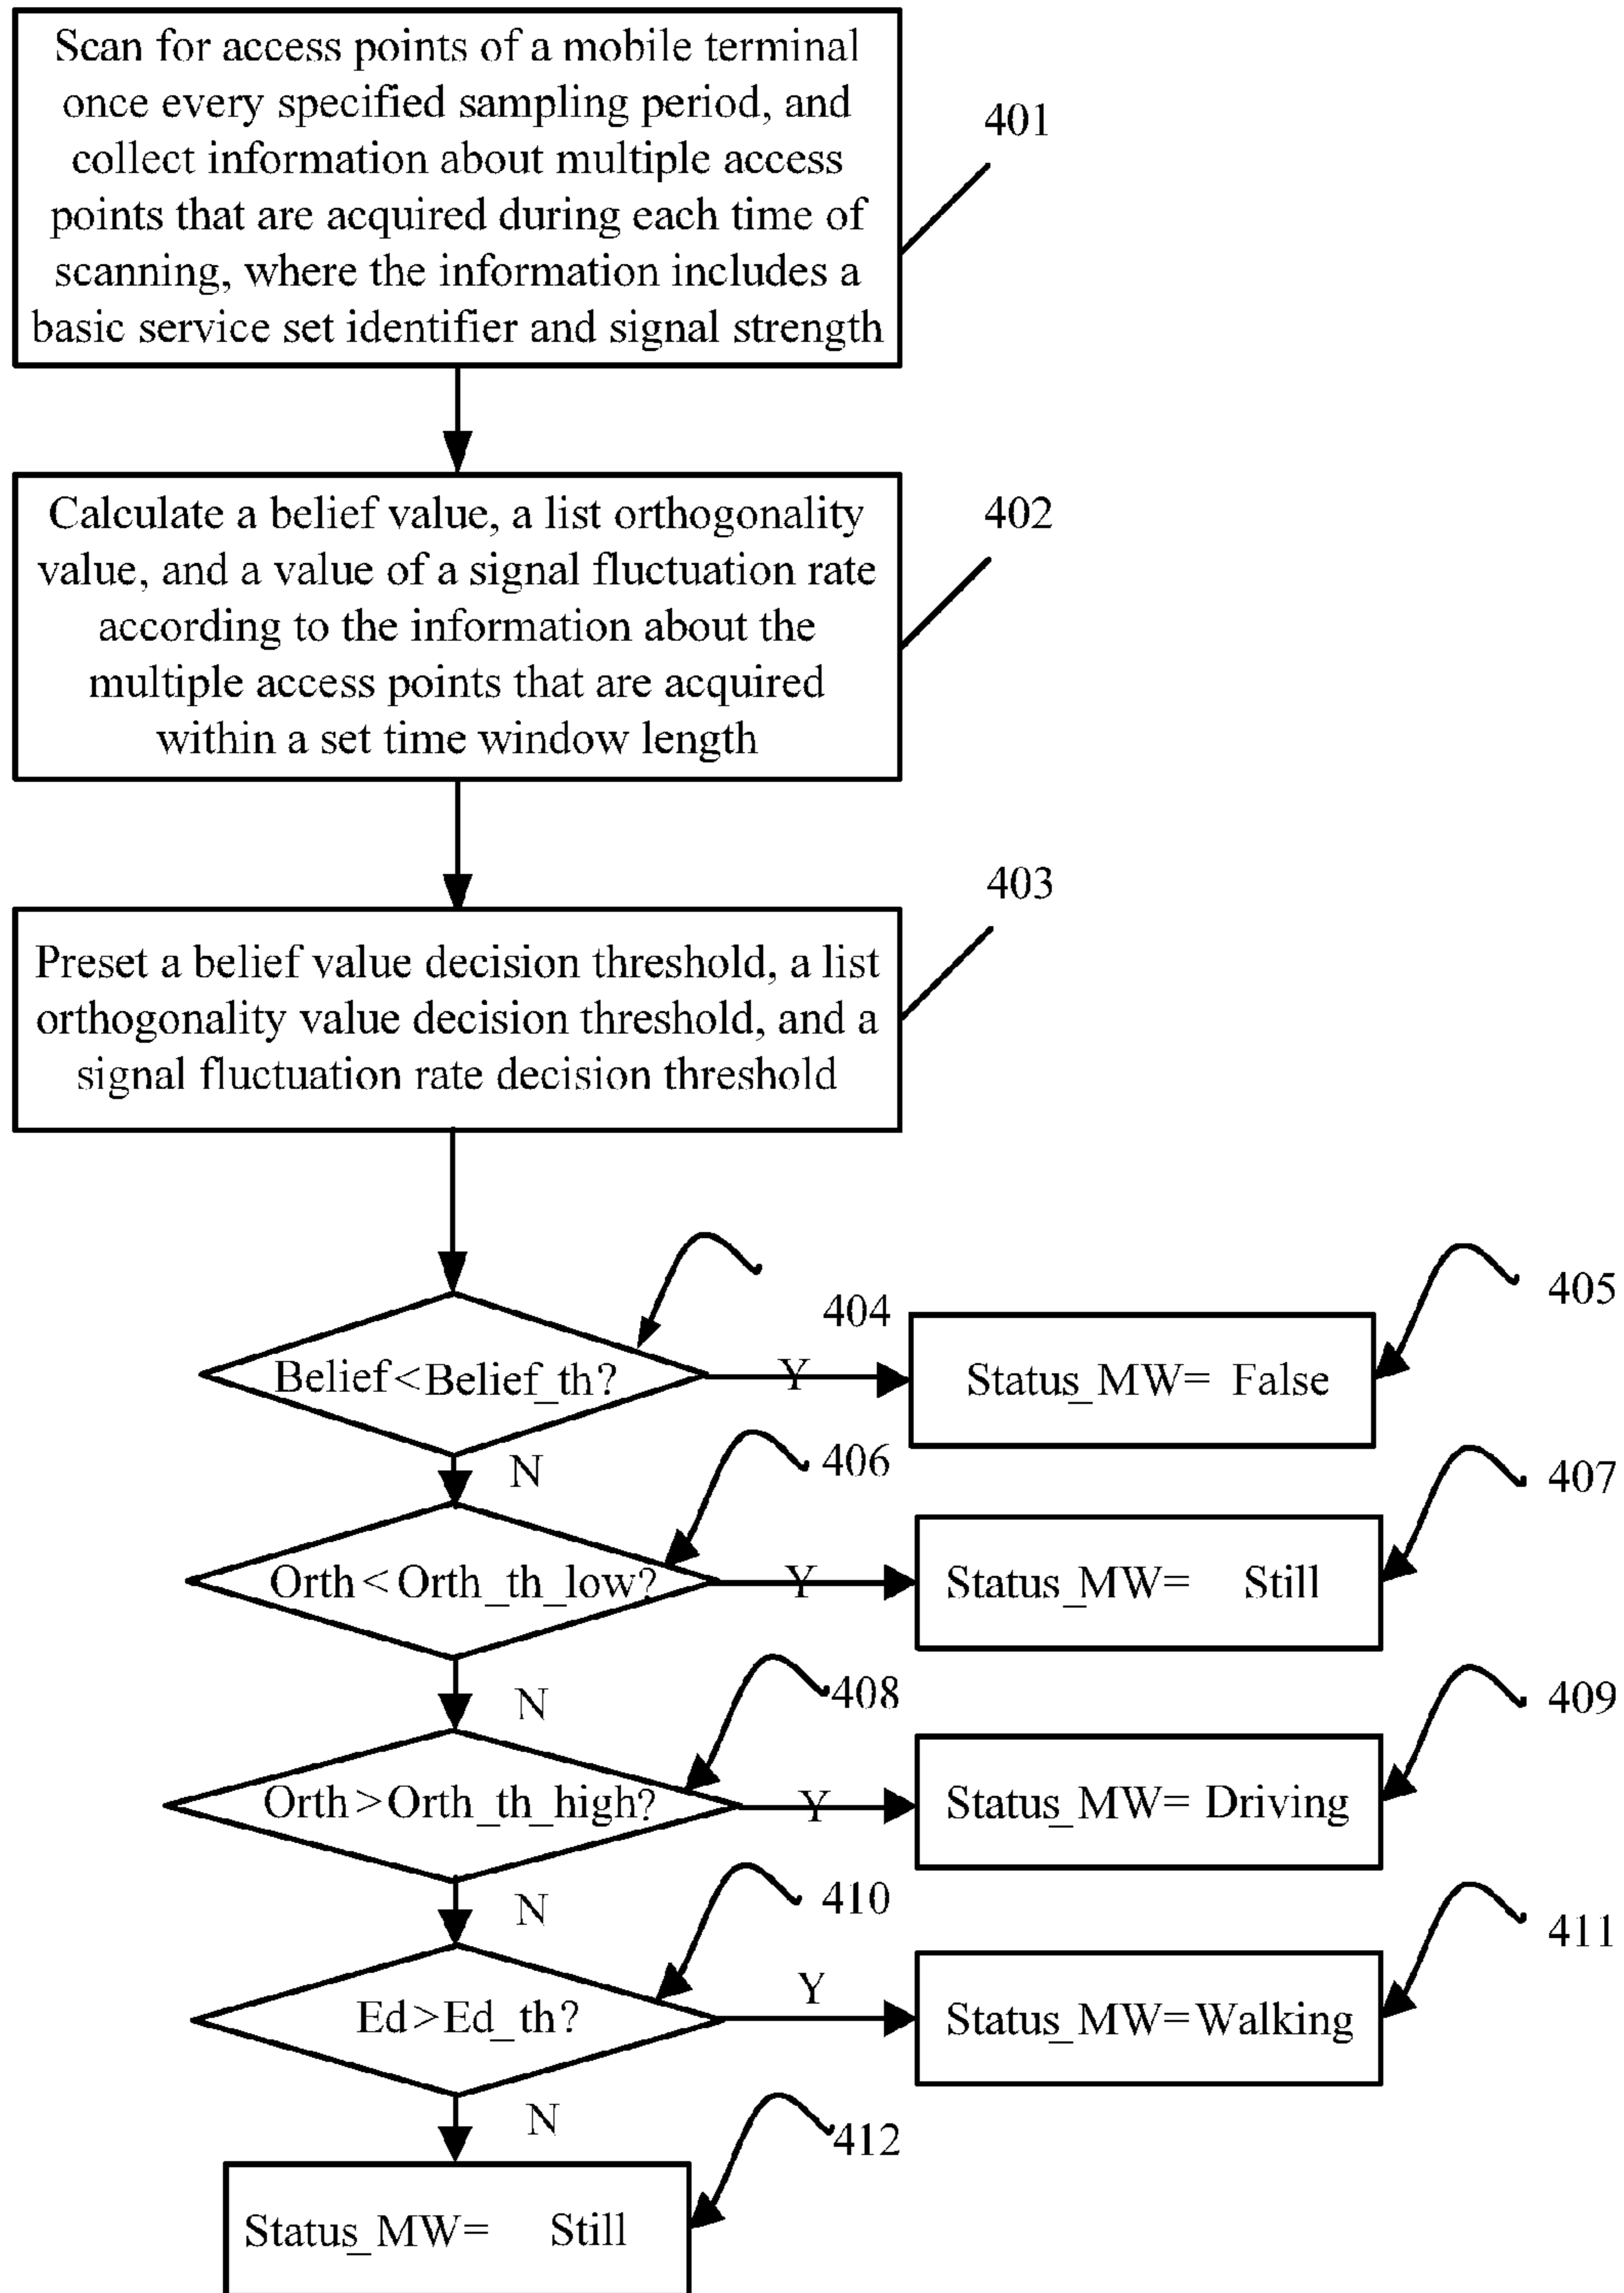 Scan for access points of a mobile terminal
once every specified sampling period, and
collect information about multiple access
points that are acquired during each time of
scanning, where the information includes a
basic service set identifier and signal strength
401
Calculate a belief value, a list orthogonality
value, and a value of a signal fluctuation rate
according to the information about the
multiple access points that are acquired
within a set time window length
402
Preset a belief value decision threshold, a list
orthogonality value decision threshold, and a
signal fluctuation rate decision threshold
403
Belief<Belief_th?
404
Y
Status_MW= False
405
N
Orth<Orth_th_low?
406
Y
Status_MW= Still
407
N
Orth>Orth_th_high?
408
Y
Status_MW= Driving
409
N
Ed>Ed_th?
410
Y
Status_MW=Walking
411
N
Status_MW= Still
412